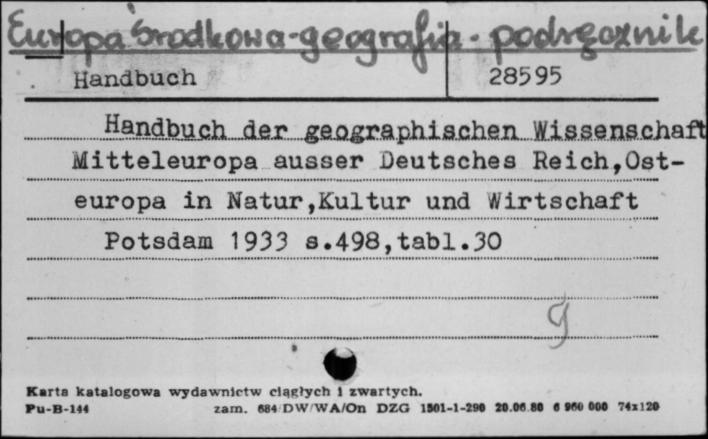 Europa środkowa-geografia - podręcznik
Handbuch 28595
Handbuch der geographischen Wissenschaft
Mitteleuropa ausser Deutsches Reich,Ost-
europa in Natur,Kultur und Wirtschaft
Potsdam 1933 s.498,tabl.30
g
Karta katalogowa wydawnictw ciągłych i zwartych.
Pu-B-144 zam. 684/DW/WA/On DZG 1501-1-290 20.06.80 6 960 000 74x120